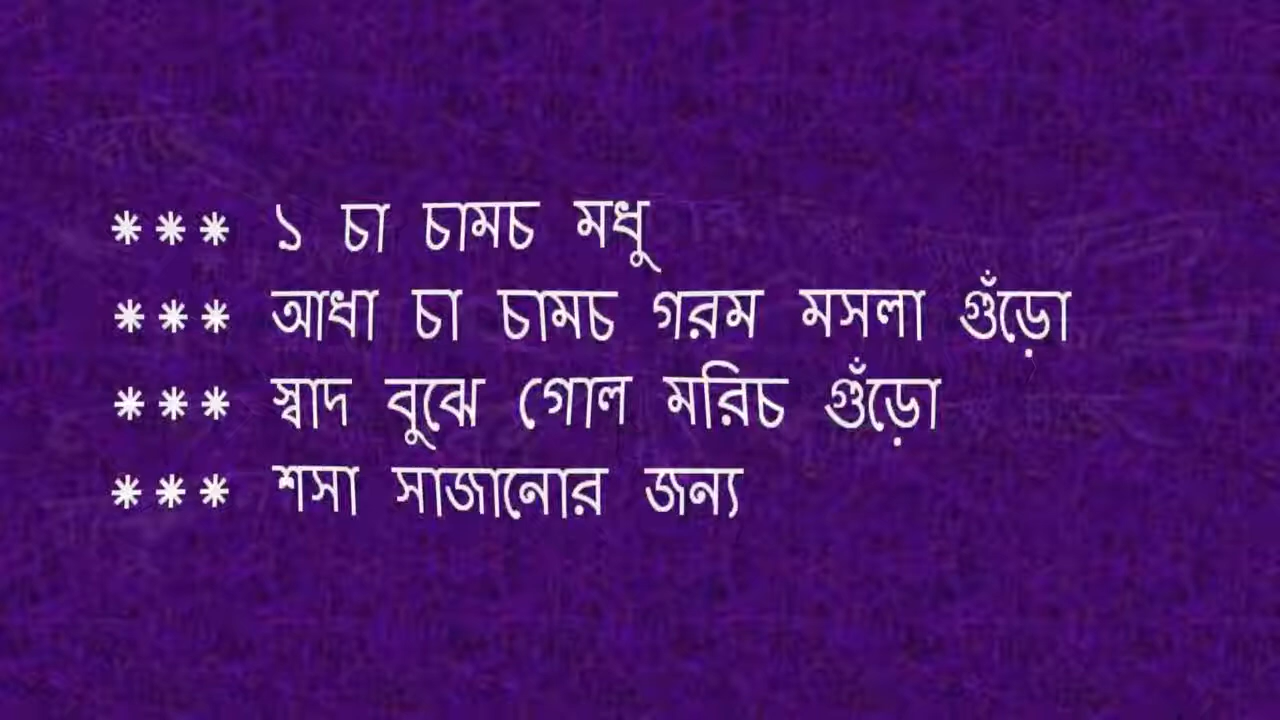 *** ১ চা চামচ মধু
*** আধা চা চামচ গরম মসলা গুঁড়ো
*** স্বাদ বুঝে গোল মরিচ গুঁড়ো
*** শসা সাজানোর জন্য